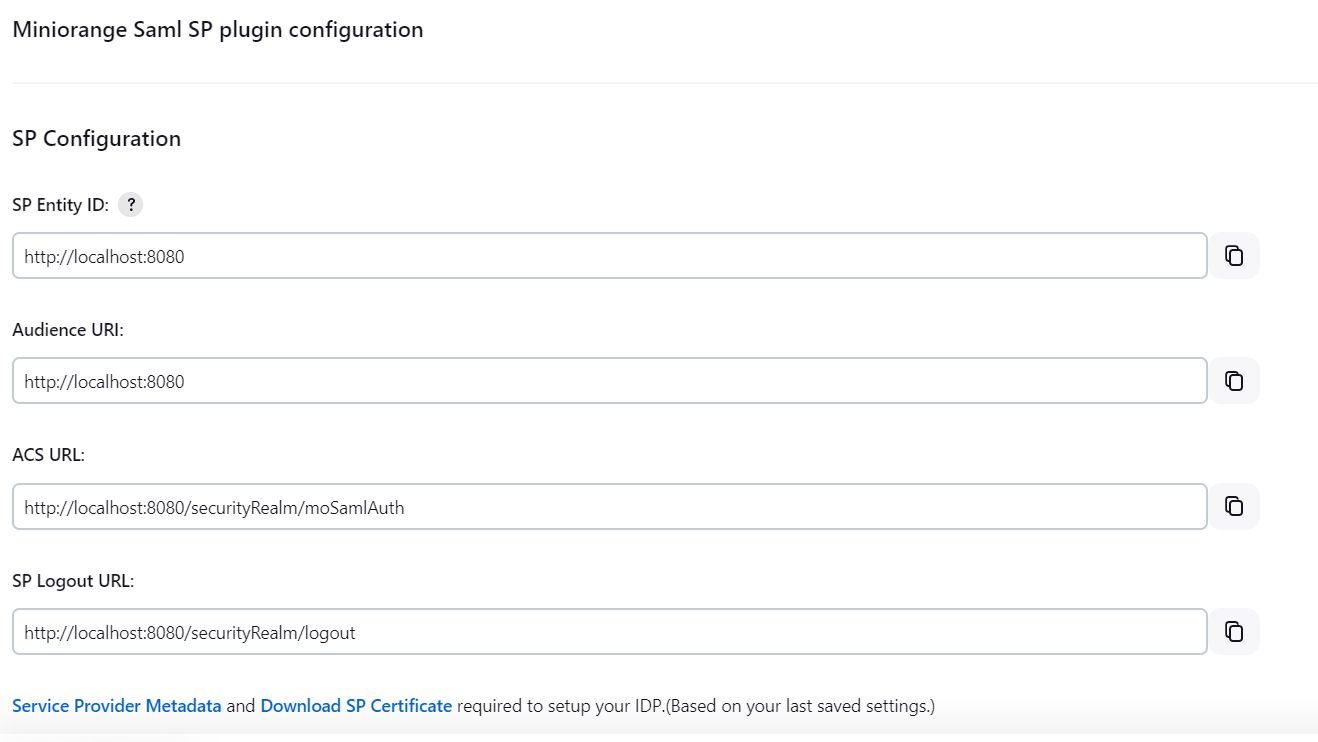 Miniorange Saml SP plugin configuration
SP Configuration
SP Entity ID: ?
http://localhost:8080
Audience URI:
http://localhost:8080
ACS URL:
http://localhost:8080/securityRealm/moSamlAuth
SP Logout URL:
http://localhost:8080/securityRealm/logout
Service Provider Metadata and Download SP Certificate required to setup your IDP.(Based on your last saved settings.)